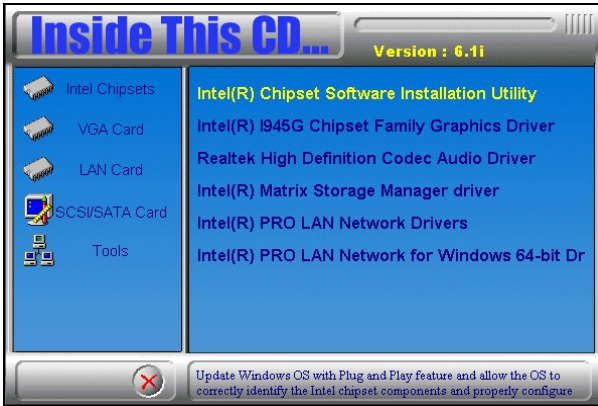 Inside This CD...
Version : 6.1i
Intel Chipsets
VGA Card
LAN Card
SCSI/SATA Card
Tools
Intel(R) Chipset Software Installation Utility
Intel(R) I945G Chipset Family Graphics Driver
Realtek High Definition Codec Audio Driver
Intel(R) Matrix Storage Manager driver
Intel(R) PRO LAN Network Drivers
Intel(R) PRO LAN Network for Windows 64-bit Dr
Update Windows OS with Plug and Play feature and allow the OS to
correctly identify the Intel chipset components and properly configure